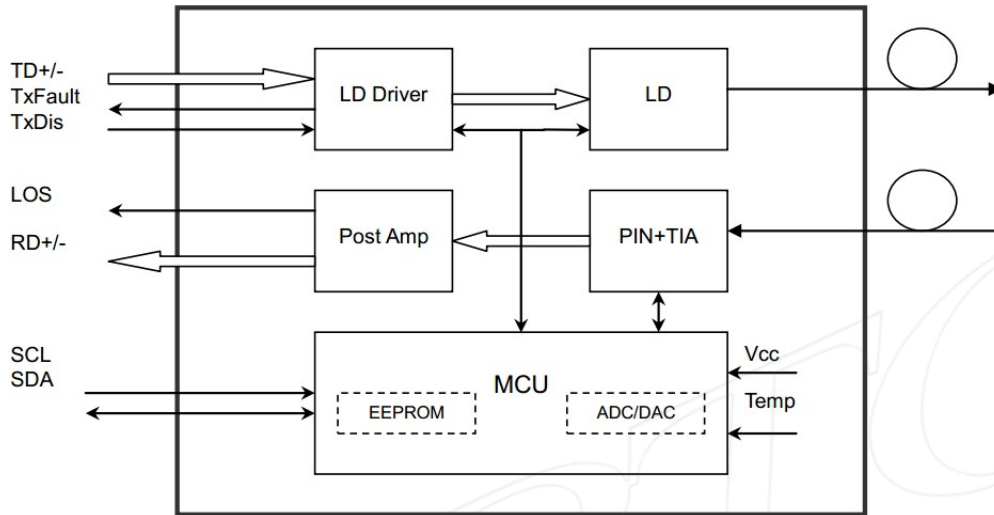 TD+/-
TxFault
TxDis
LD Driver
LD
LOS
RD+/-
Post Amp
PIN+TIA
SCL
SDA
MCU
EEPROM
ADC/DAC
Vcc
Temp